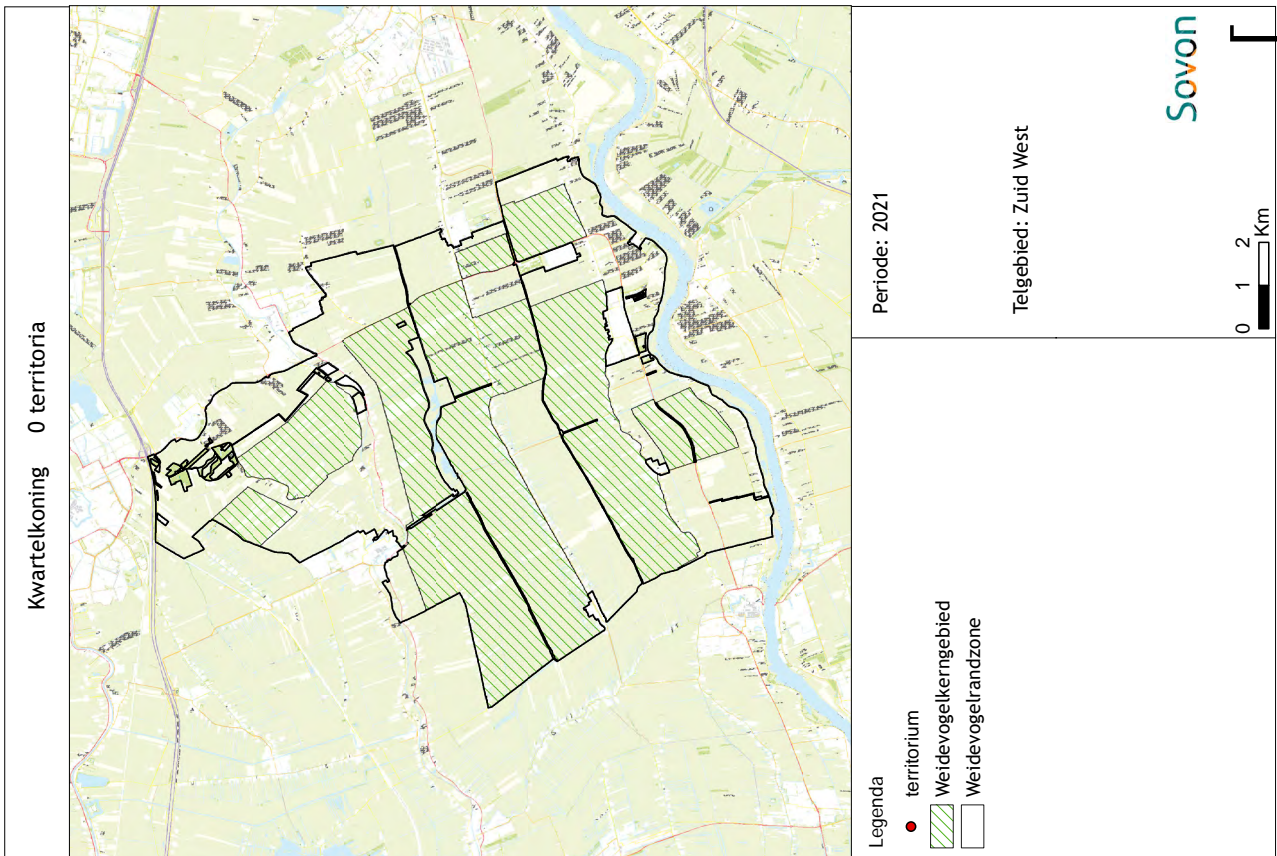 Kwartelkoning 0 territoria
Legenda
territorium
Weidevogelkerngebied
Weidevogelrandzone
Periode: 2021
Telgebied: Zuid West
0 1 2
Km
Sovon